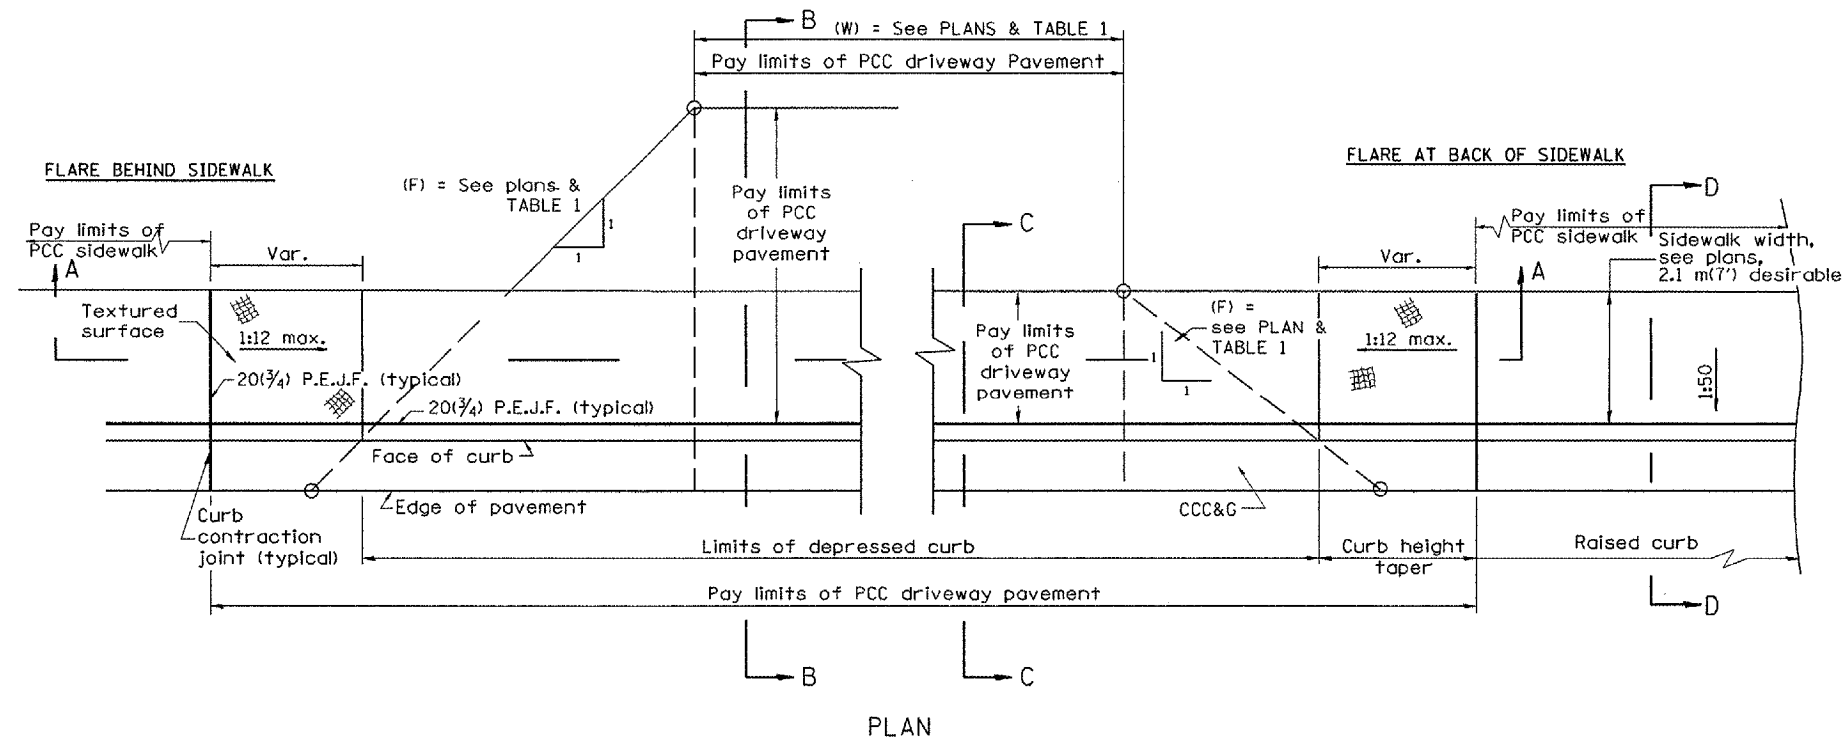 B
(W) = See PLANS & TABLE 1
Pay limits of PCC driveway Pavement
FLARE BEHIND SIDEWALK
FLARE AT BACK OF SIDEWALK
(F) = See plans &
TABLE 1
1
1
Pay limits
of PCC
driveway
pavement
C
D
Pay limits of
PCC sidewalk
A
Var.
Var.
A
Pay limits of
PCC sidewalk
Sidewalk width,
see plans,
2.1 m(7') desirable
Textured
surface
1:12 max.
20(3/4) P.E.J.F. (typical)
20(3/4) P.E.J.F. (typical)
Pay limits
of PCC
driveway
pavement
(F) =
see PLAN &
TABLE 1
1
1
1:12 max.
1:50
Face of curb
Edge of pavement
CCC&G
Curb
contraction
joint (typical)
Limits of depressed curb
Curb height
taper
Raised curb
Pay limits of PCC driveway pavement
D
B
C
PLAN